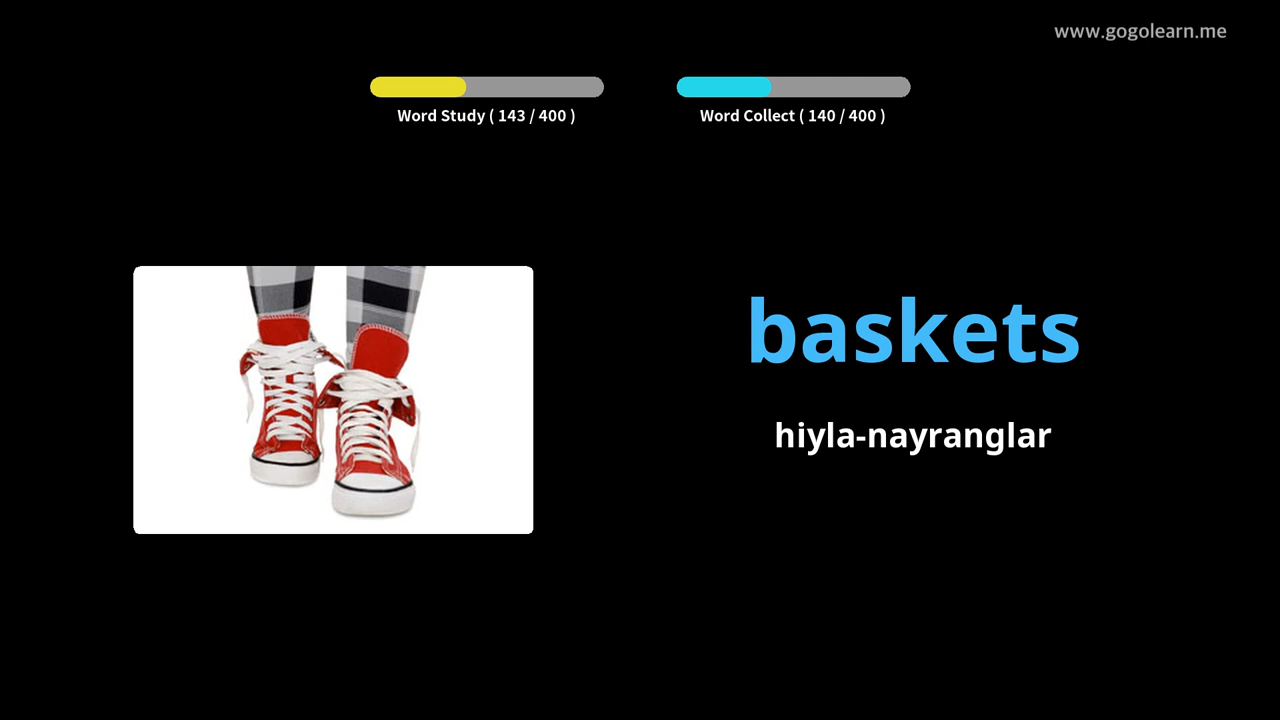 www.gogolearn.me
Word Study ( 143 / 400 )
Word Collect ( 140 / 400 )
baskets
hiyla-nayranglar